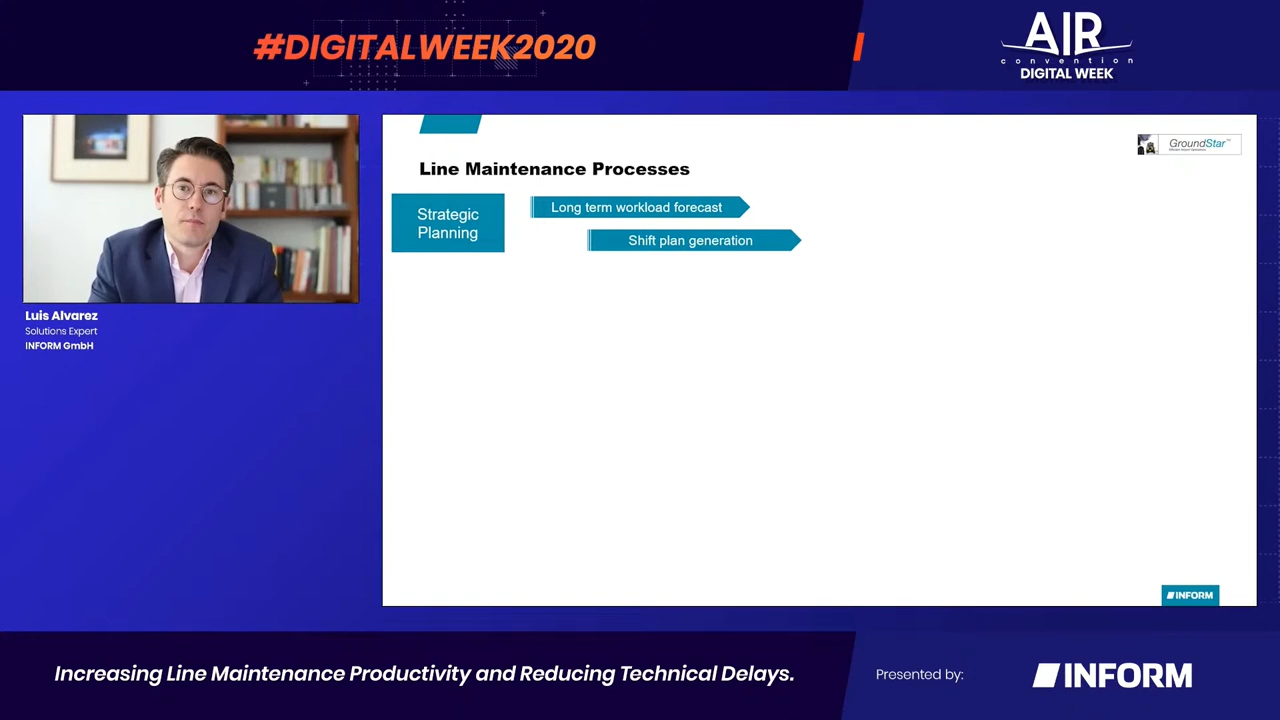 #DIGITALWEEK2020
AIR
convention
DIGITAL WEEK
Luis Alvarez
Solutions Expert
INFORM GmbH
GroundStar™
Line Maintenance Processes
Strategic
Planning
Long term workload forecast
Shift plan generation
INFORM
Increasing Line Maintenance Productivity and Reducing Technical Delays.
Presented by:
INFORM